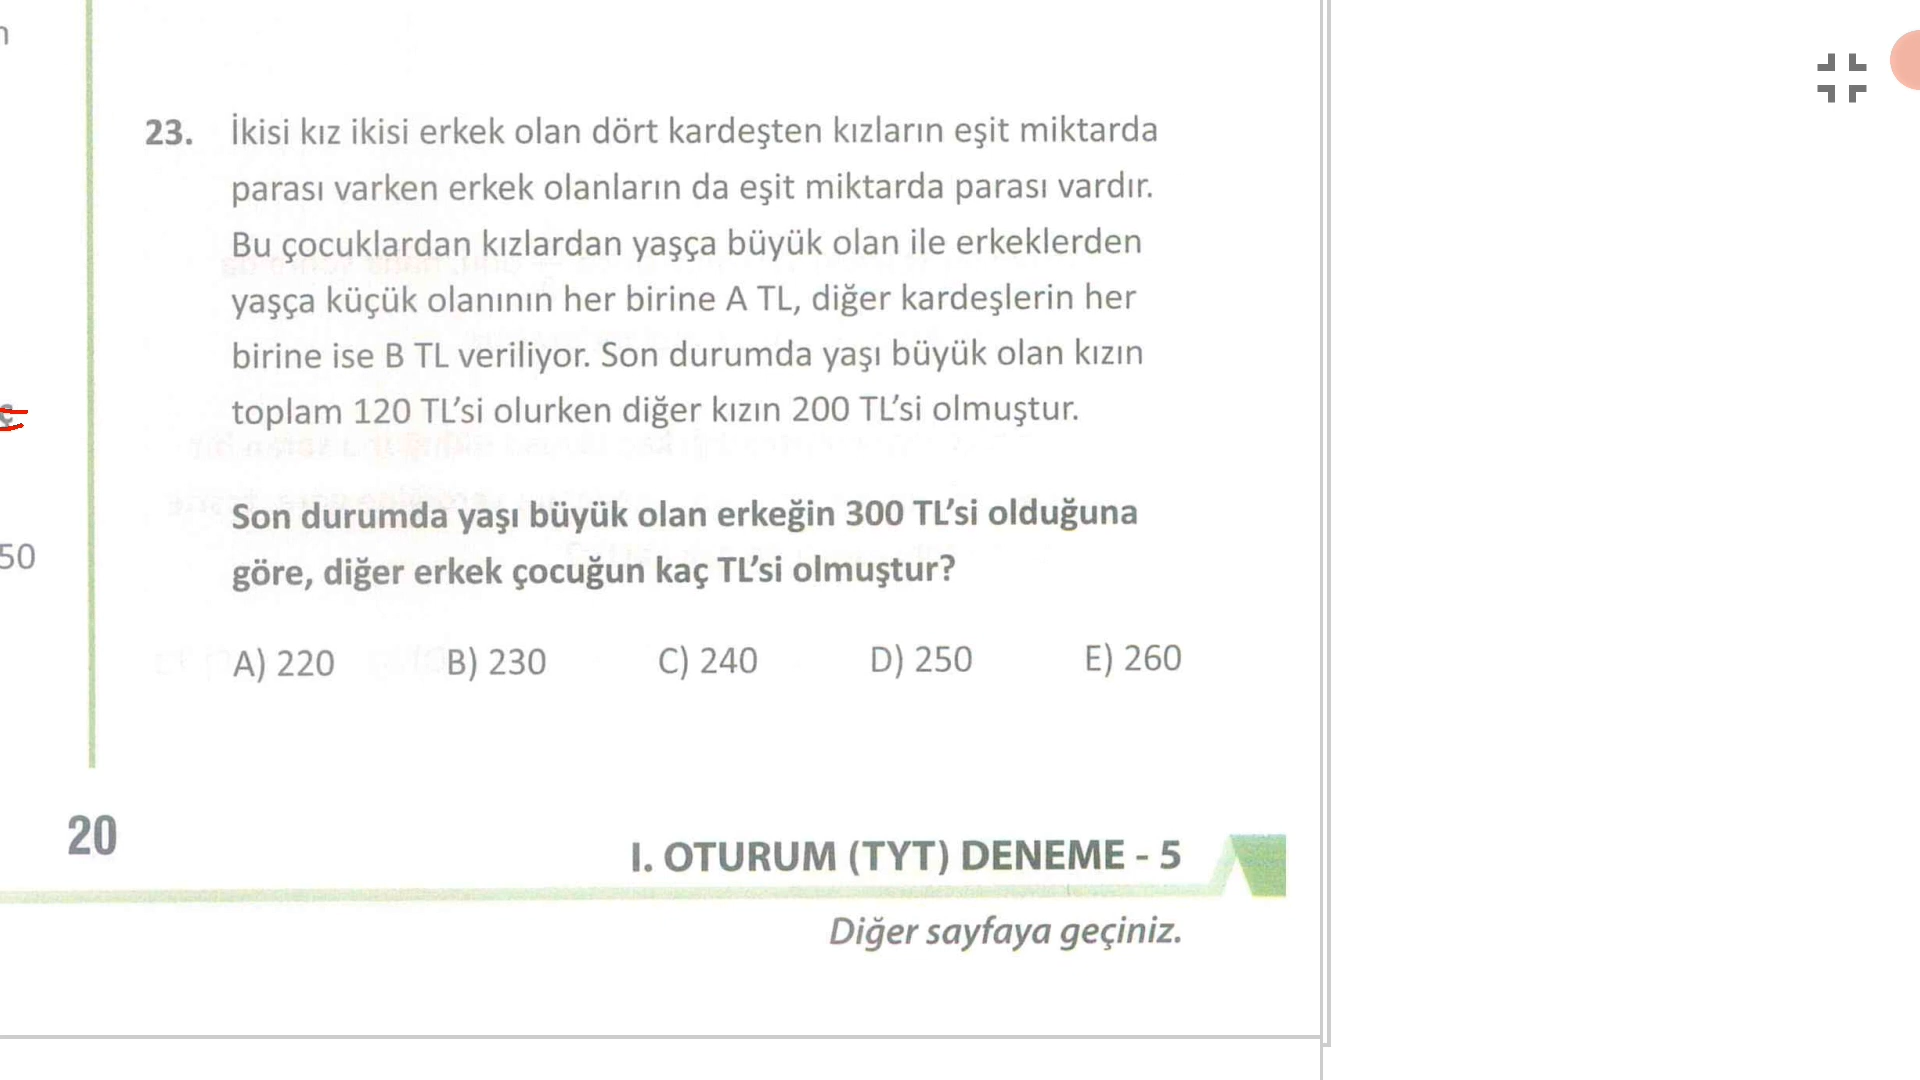 50
23. İkisi kız ikisi erkek olan dört kardeşten kızların eşit miktarda
parası varken erkek olanların da eşit miktarda parası vardır.
Bu çocuklardan kızlardan yaşça büyük olan ile erkeklerden
yaşça küçük olanının her birine A TL, diğer kardeşlerin her
birine ise B TL veriliyor. Son durumda yaşı büyük olan kızın
toplam 120 TL'si olurken diğer kızın 200 TL'si olmuştur.
Son durumda yaşı büyük olan erkeğin 300 TL'si olduğuna
göre, diğer erkek çocuğun kaç TL'si olmuştur?
A) 220 B) 230 C) 240 D) 250 E) 260
20
I. OTURUM (TYT) DENEME - 5
Diğer sayfaya geçiniz.